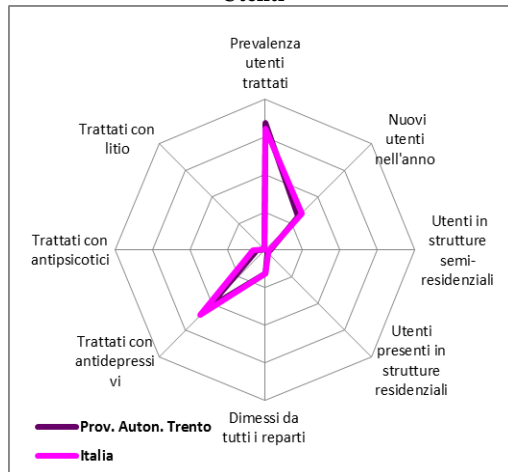 Utenti
Prevalenza
utenti
trattati
Nuovi
utenti
nell'anno
Utenti in
strutture
semi-
residenziali
Utenti
presenti in
strutture
residenziali
Dimessi da
tutti i reparti
Trattati con
antidepressi
vi
Trattati con
antipsicotici
Trattati con
litio
Prov. Auton. Trento
Italia